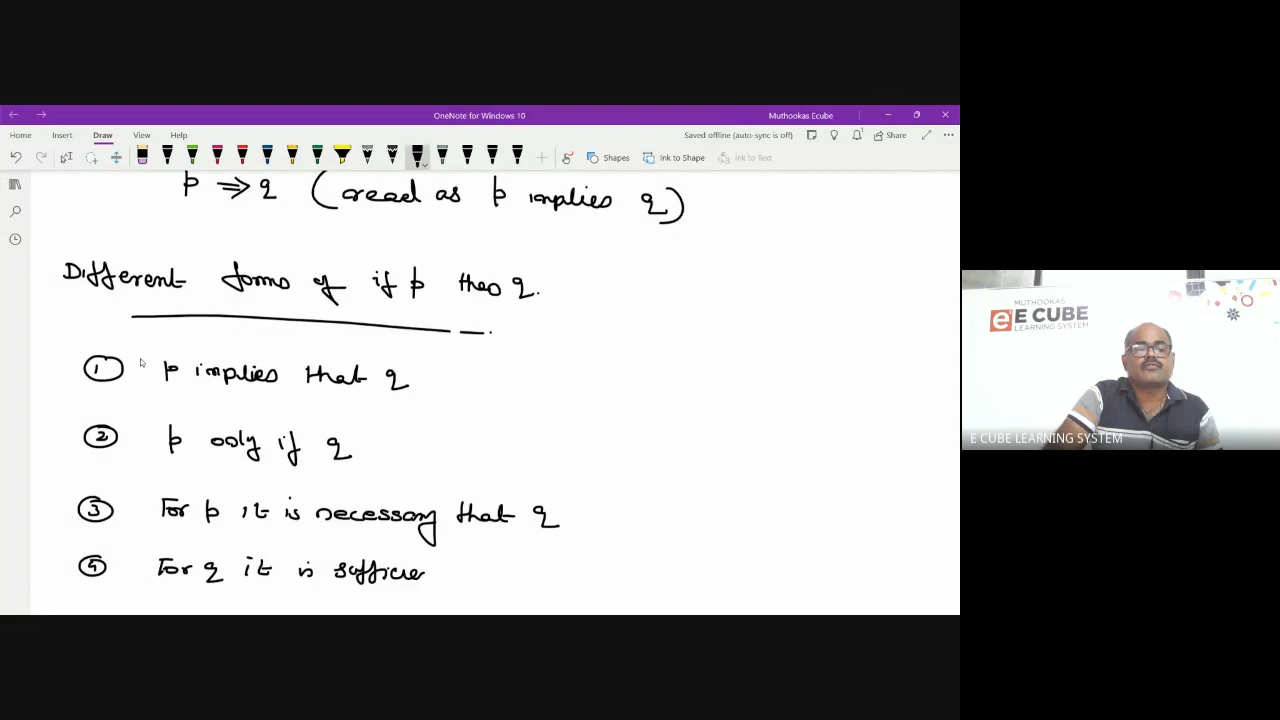 OneNote for Windows 10
Muthookas Ecube
Home Insert Draw View Help
Saved offline (auto-sync is off)
Share
Shapes
Ink to Shape
Ink to Text
p ⇒ q (read as p implies q)
Different forms of if p then q.
① p implies that q
② p only if q
③ For p it is necessary that q
④ For q it is sufficie
MUTHOOKAS
e E CUBE
LEARNING SYSTEM
E CUBE LEARNING SYSTEM